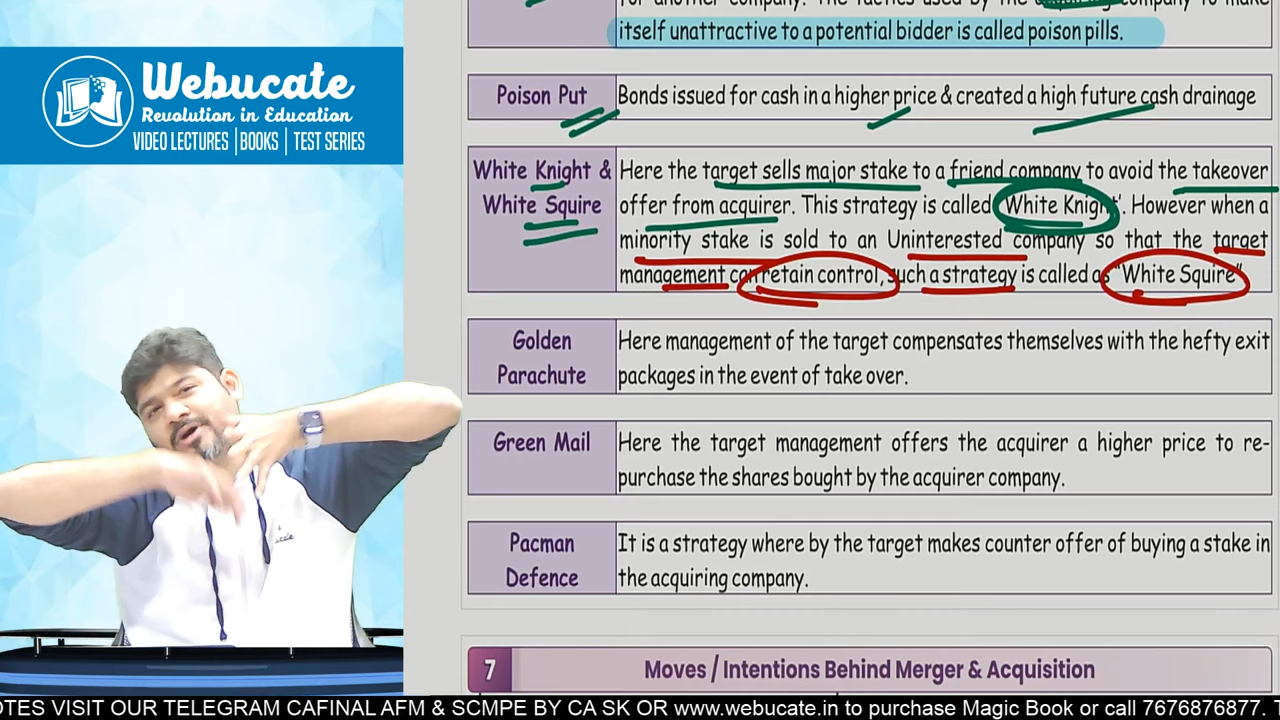 Webucate
Revolution in Education
VIDEO LECTURES | BOOKS | TEST SERIES
itself unattractive to a potential bidder is called poison pills.
Poison Put
Bonds issued for cash in a higher price & created a high future cash drainage
White Knight &
White Squire
Here the target sells major stake to a friend company to avoid the takeover
offer from acquirer. This strategy is called 'White Knight'. However when a
minority stake is sold to an Uninterested company so that the target
management can retain control, such a strategy is called as "White Squire"
Golden
Parachute
Here management of the target compensates themselves with the hefty exit
packages in the event of take over.
Green Mail
Here the target management offers the acquirer a higher price to re-
purchase the shares bought by the acquirer company.
Pacman
Defence
It is a strategy where by the target makes counter offer of buying a stake in
the acquiring company.
7
Moves / Intentions Behind Merger & Acquisition
OTES VISIT OUR TELEGRAM CAFINAL AFM & SCMPE BY CA SK OR www.webucate.in to purchase Magic Book or call 7676876877.